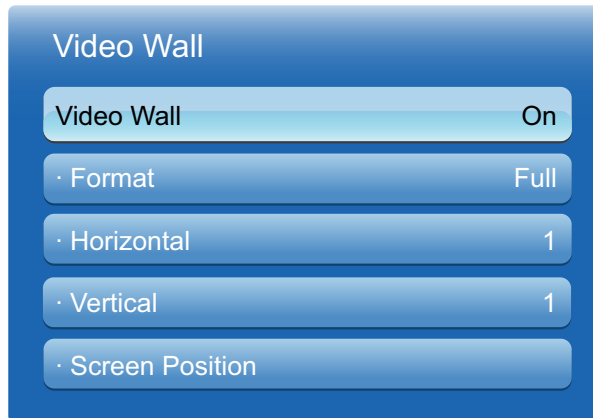 Video Wall
Video Wall On
· Format Full
· Horizontal 1
· Vertical 1
· Screen Position